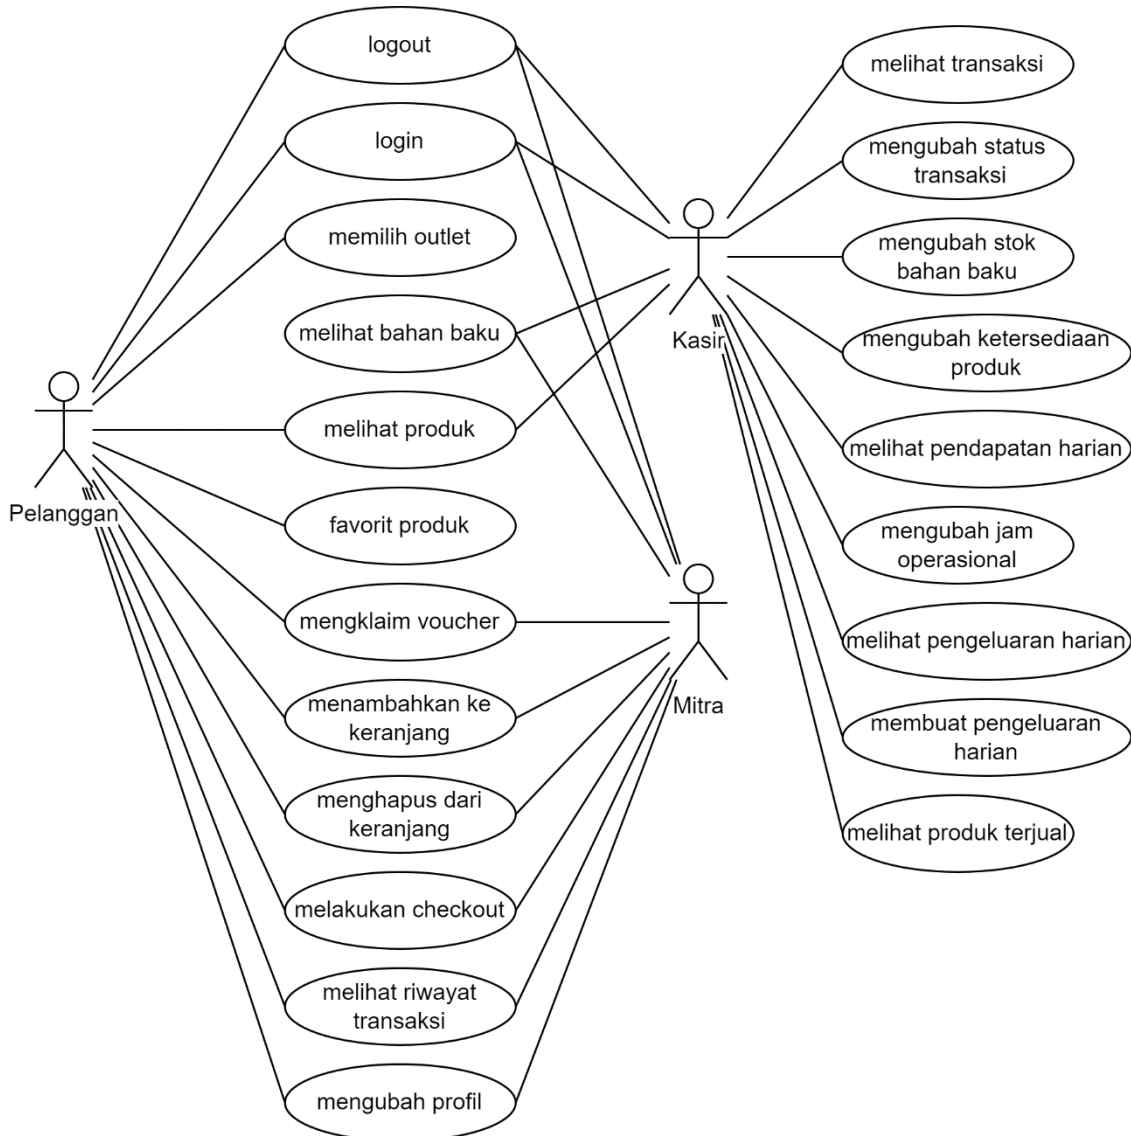 logout
login
memilih outlet
melihat bahan baku
melihat produk
favorit produk
mengklaim voucher
menambahkan ke
keranjang
menghapus dari
keranjang
melakukan checkout
melihat riwayat
transaksi
mengubah profil
Pelanggan
Kasir
Mitra
melihat transaksi
mengubah status
transaksi
mengubah stok
bahan baku
mengubah ketersediaan
produk
melihat pendapatan harian
mengubah jam
operasional
melihat pengeluaran harian
membuat pengeluaran
harian
melihat produk terjual